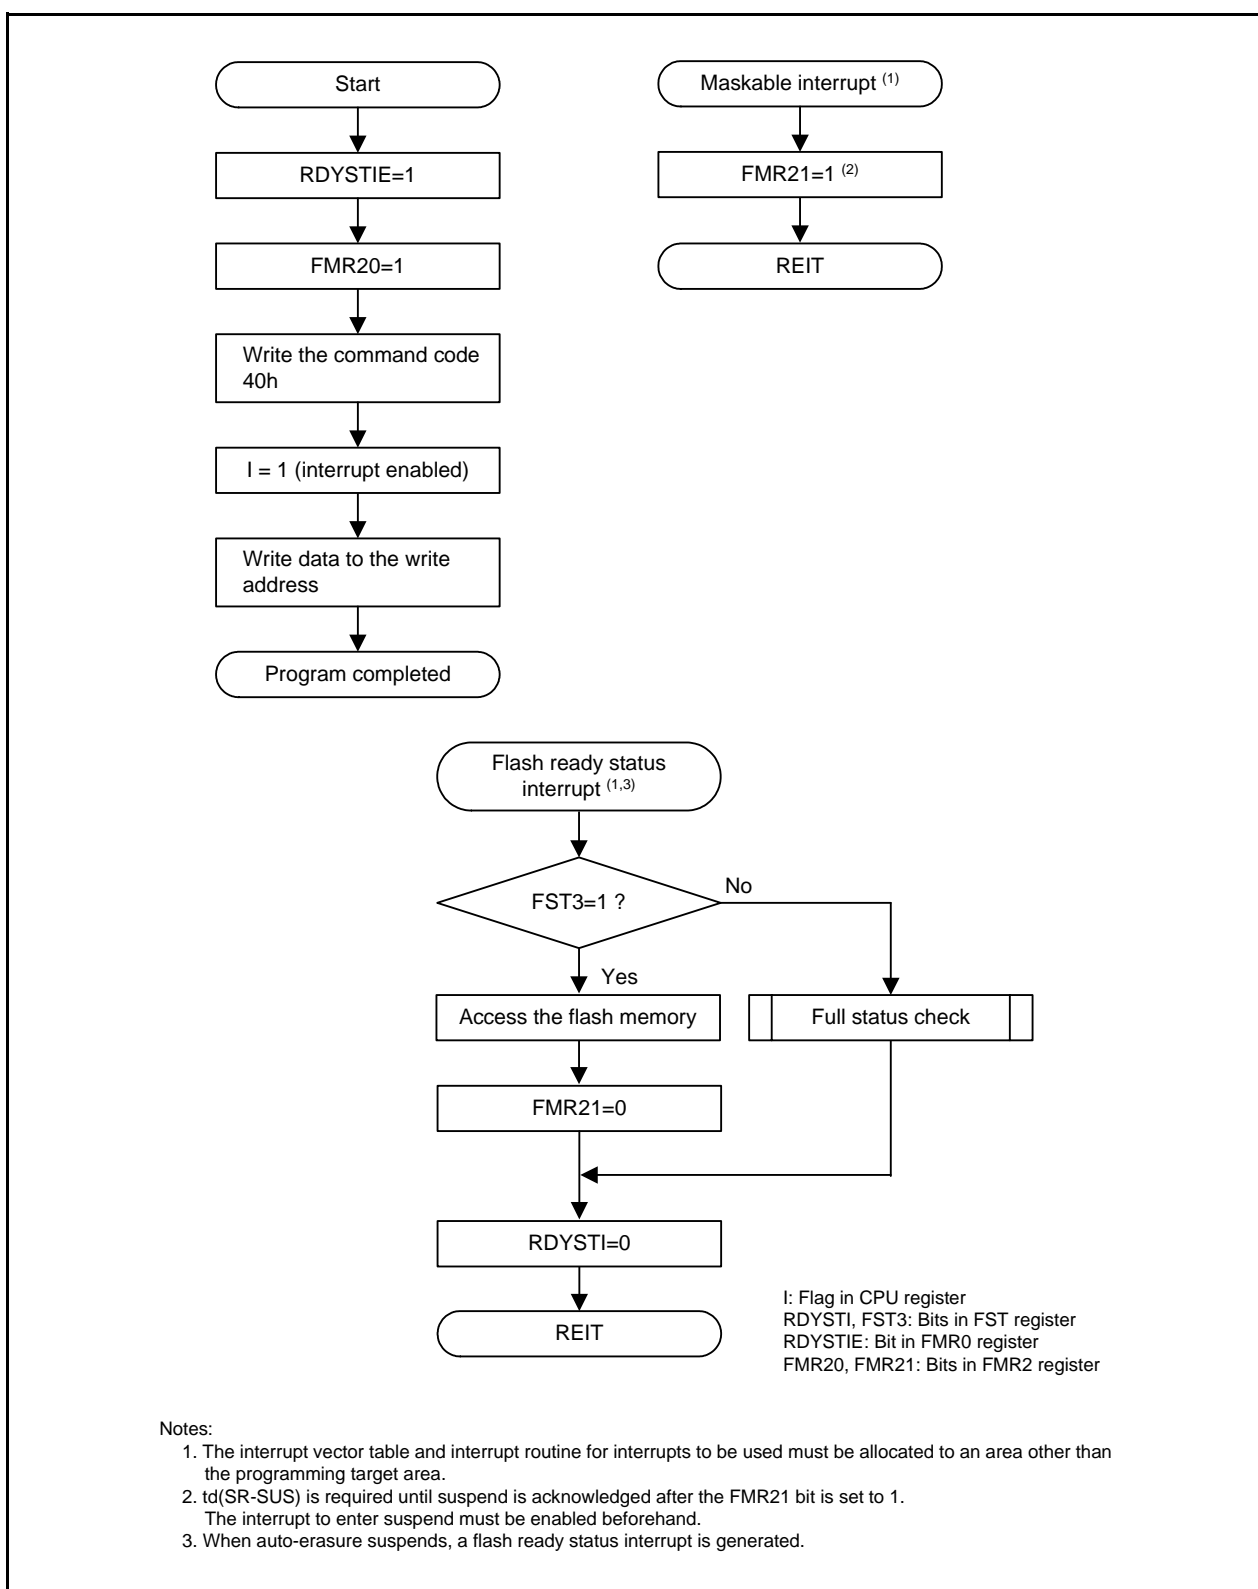 Start
RDYSTIE=1
FMR20=1
Write the command code
40h
I = 1 (interrupt enabled)
Write data to the write
address
Program completed
Maskable interrupt (1)
FMR21=1 (2)
REIT
Flash ready status
interrupt (1,3)
FST3=1 ?
No
Yes
Access the flash memory
Full status check
FMR21=0
RDYSTI=0
REIT
I: Flag in CPU register
RDYSTI, FST3: Bits in FST register
RDYSTIE: Bit in FMR0 register
FMR20, FMR21: Bits in FMR2 register
Notes:
1. The interrupt vector table and interrupt routine for interrupts to be used must be allocated to an area other than
the programming target area.
2. td(SR-SUS) is required until suspend is acknowledged after the FMR21 bit is set to 1.
The interrupt to enter suspend must be enabled beforehand.
3. When auto-erasure suspends, a flash ready status interrupt is generated.